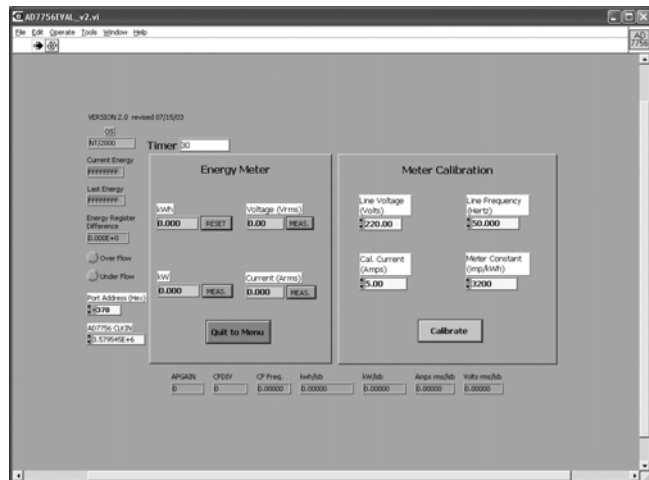 AD7756EVAL_v2.vi
File Edit Operate Tools Window Help
AD
7756
VERSION 2.0 revised 07/15/03
OS
NT/2000
Timer 30
Current Energy
FFFFFFFF
Last Energy
FFFFFFFF
Energy Register
Difference
0.000E+0
Over Flow
Under Flow
Port Address (Hex)
x378
AD7756 CLKIN
3.579545E+6
Energy Meter
kWh
0.000
RESET
Voltage (Vrms)
0.00
MEAS.
kW
0.000
MEAS.
Current (Arms)
0.000
MEAS.
Quit to Menu
Meter Calibration
Line Voltage
(Volts)
220.00
Line Frequency
(Hertz)
50.000
Cal. Current
(Amps)
5.00
Meter Constant
(imp/kWh)
3200
Calibrate
APGAIN CFDIV CF Freq. kwh/lsb kW/lsb Amps rms/lsb Volts rms/lsb
0 0 0.00000 0.00000 0.00000 0.00000 0.00000